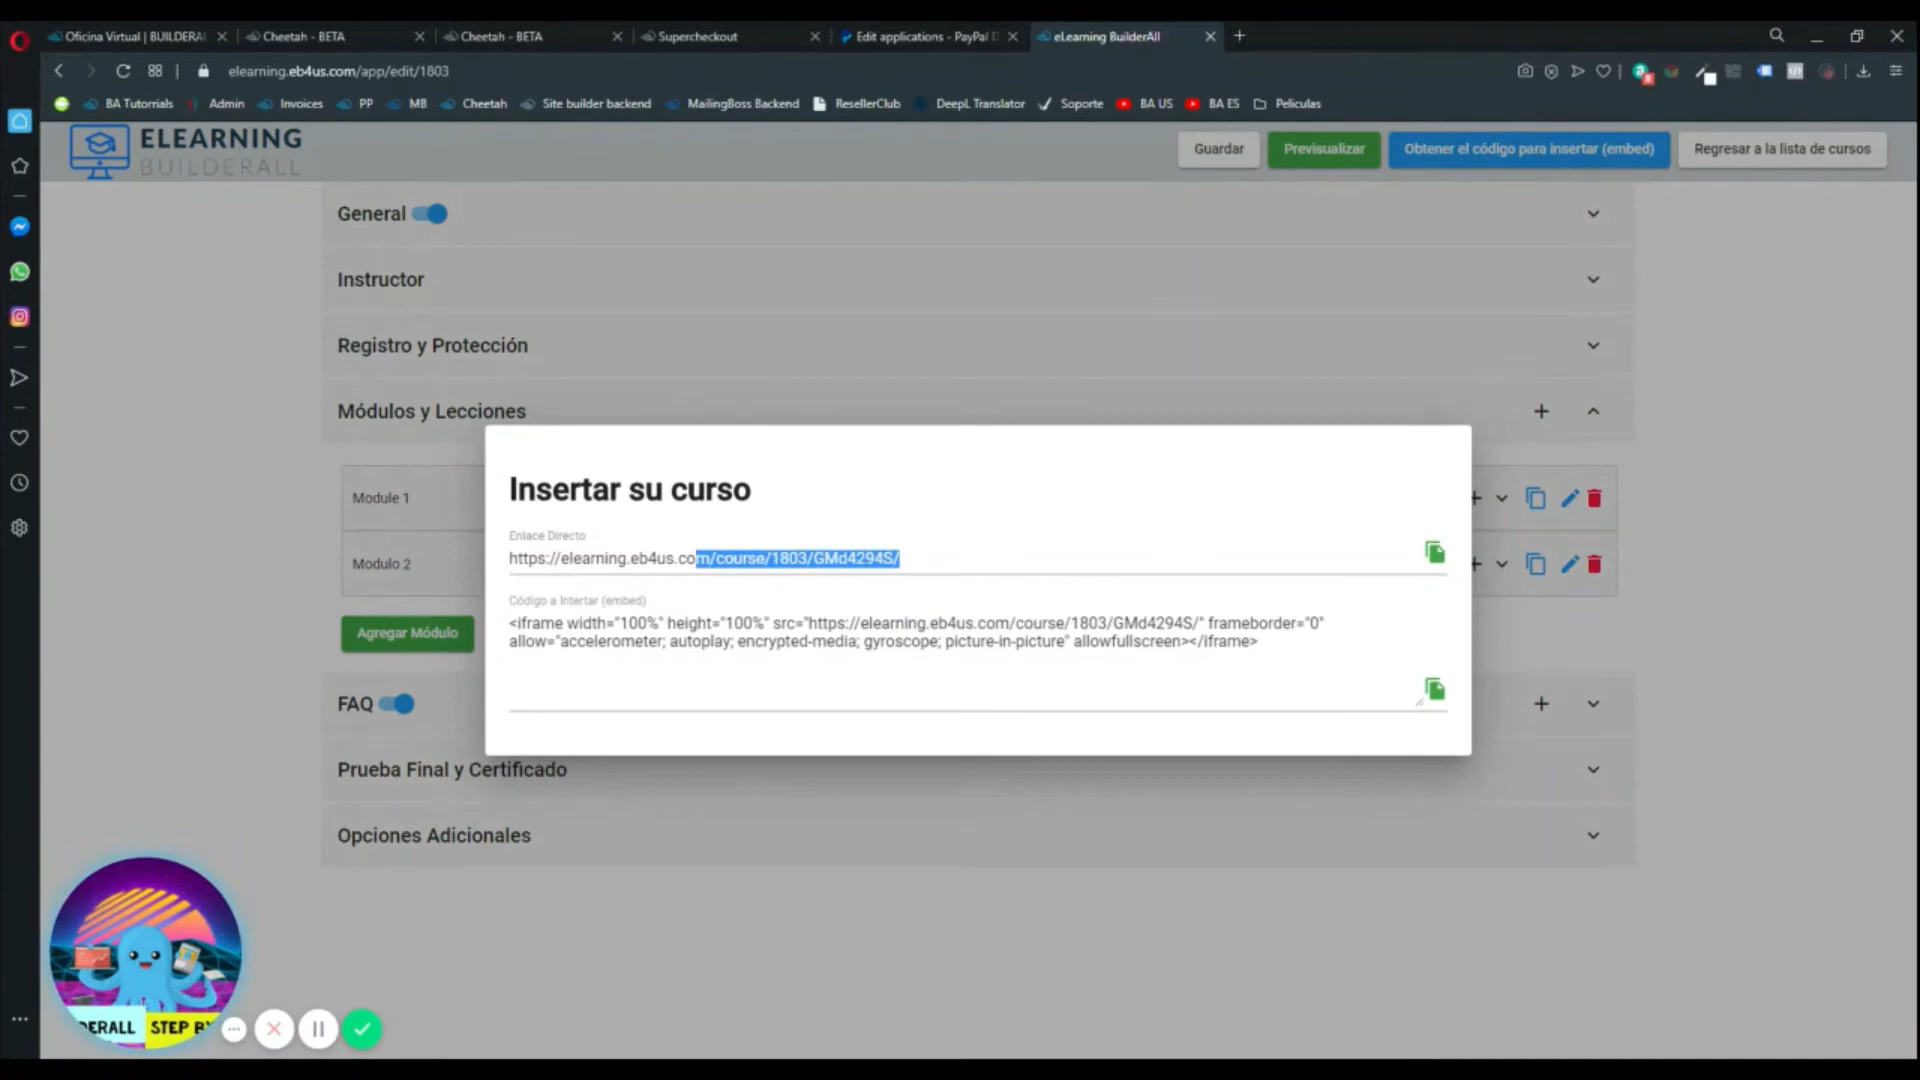 Oficina Virtual | BUILDERAL
Cheetah - BETA
Cheetah - BETA
Supercheckout
Edit applications - PayPal D
eLearning BuilderAll
elearning.eb4us.com/app/edit/1803
BA Tutorrials
Admin
Invoices
PP
MB
Cheetah
Site builder backend
MailingBoss Backend
ResellerClub
DeepL Translator
Soporte
BA US
BA ES
Peliculas
ELEARNING
BUILDERALL
Guardar
Previsualizar
Obtener el código para insertar (embed)
Regresar a la lista de cursos
General
Instructor
Registro y Protección
Módulos y Lecciones
Insertar su curso
Module 1
Enlace Directo
https://elearning.eb4us.com/course/1803/GMd4294S/
Modulo 2
Código a Intertar (embed)
<iframe width="100%" height="100%" src="https://elearning.eb4us.com/course/1803/GMd4294S/" frameborder="0"
allow="accelerometer; autoplay; encrypted-media; gyroscope; picture-in-picture" allowfullscreen></iframe>
Agregar Módulo
FAQ
Prueba Final y Certificado
Opciones Adicionales
DERALL STEP BY